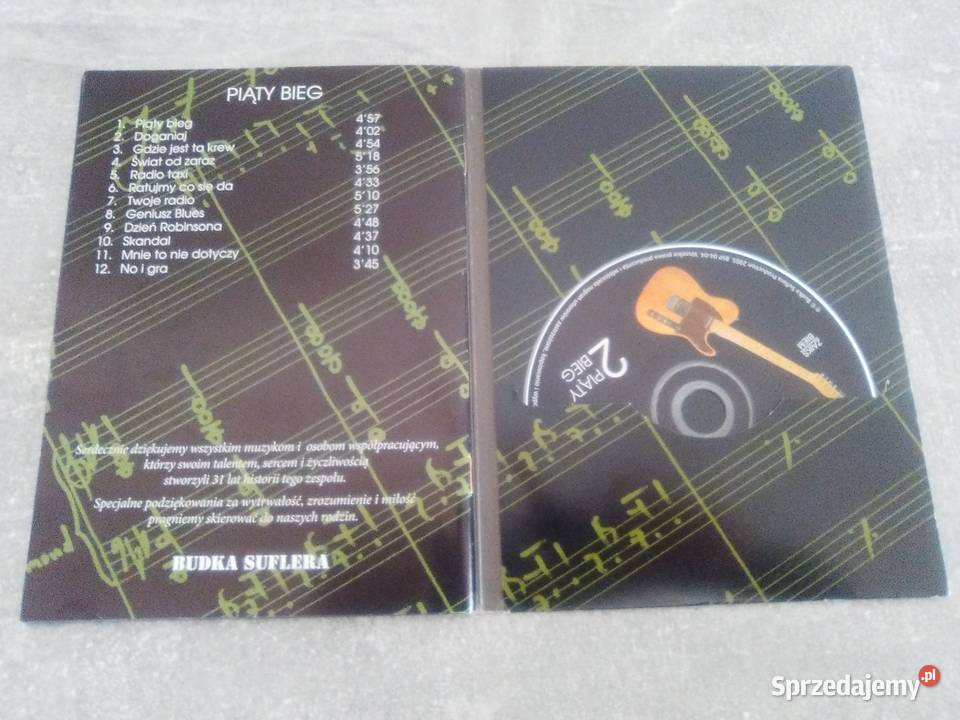 PIĄTY BIEG
1. Piąty bieg 4'57
2. Doganiaj 4'02
3. Gdzie jest ta krew 4'54
4. Świat od zaraz 5'18
5. Radio taxi 3'56
6. Ratujmy co się da 4'33
7. Twoje radio 5'10
8. Geniusz Blues 5'27
9. Dzień Robinsona 4'48
10. Skandal 4'37
11. Mnie to nie dotyczy 4'10
12. No i gra 3'45
Serdecznie dziękujemy wszystkim muzykom i osobom współpracującym,
którzy swoim talentem, sercem i życzliwością
stworzyli 31 lat historii tego zespołu.
Specjalne podziękowania za wytrwałość, zrozumienie i miłość
pragniemy skierować do naszych rodzin.
BUDKA SUFLERA
2 PIĄTY
BIEG
ZAIKS
BIEM
Sprzedajemy.pl